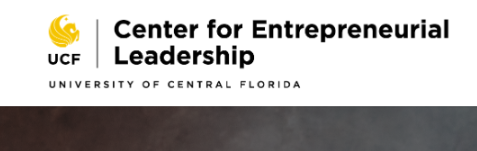 Center for Entrepreneurial
Leadership
UCF
UNIVERSITY OF CENTRAL FLORIDA